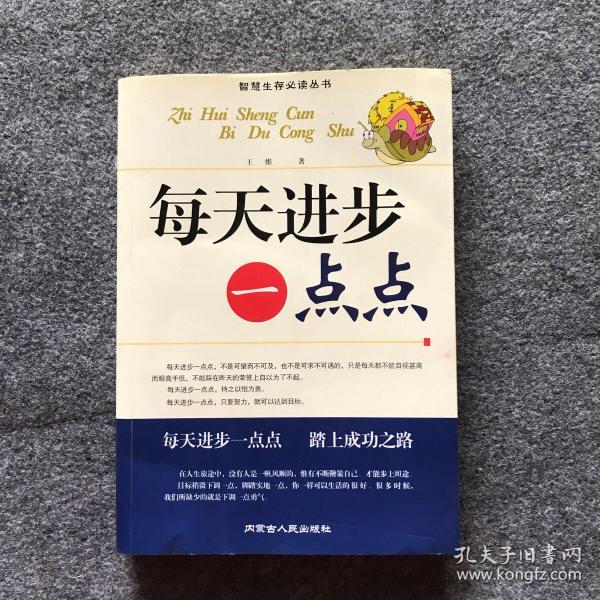 智慧生存必读丛书
Zhi Hui Sheng Cun
Bi Du Cong Shu
王维 著
每天进步
一点点
每天进步一点点，不是可望而不可及，也不是可求不可遇的，只是每天都不能自视甚高
而眼高手低，不能踩在昨天的荣誉上自以为了不起。
每天进步一点点，持之以恒为贵。
每天进步一点点，只要努力，就可以达到目标。
每天进步一点点 踏上成功之路
在人生旅途中，没有人是一帆风顺的，惟有不断鞭策自己，才能步上坦途。
目标稍微下调一点，脚踏实地一点，你一样可以生活的很好。很多时候，
我们所缺少的就是下调一点勇气。
内蒙古人民出版社
孔夫子旧书网
www.kongfz.com